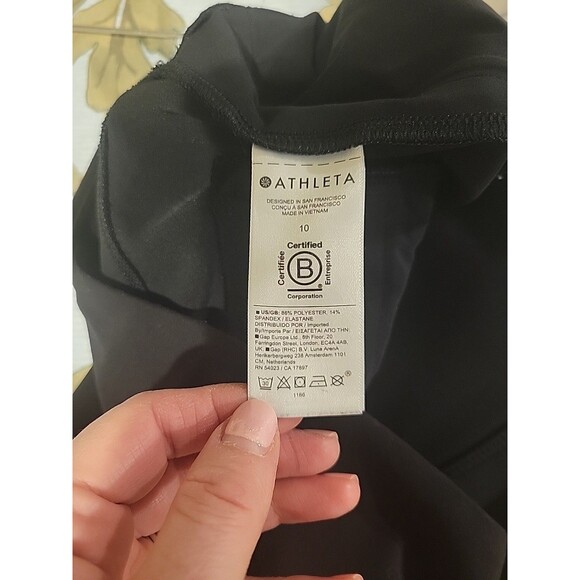 ATHLETA
DESIGNED IN SAN FRANCISCO
CONÇU À SAN FRANCISCO
MADE IN VIETNAM
10
Certified
Certifiée
B
Entreprise
Corporation
■ US/GB: 86% POLYESTER, 14%
SPANDEX / ELASTANE
DISTRIBUIDO POR / Imported
By/Importe Par / ΕΙΣΑΓΕΤΑΙ ΑΠΟ ΤΗΝ:
Gap Europe Ltd., 5th Floor, 20
Farringdon Street, London, EC4A 4AB,
UK, Gap (RHC) B.V. Luna ArenA
Herikerbergweg 238 Amsterdam 1101
CM, Netherlands
RN 54023 / CA 17897
30
I166